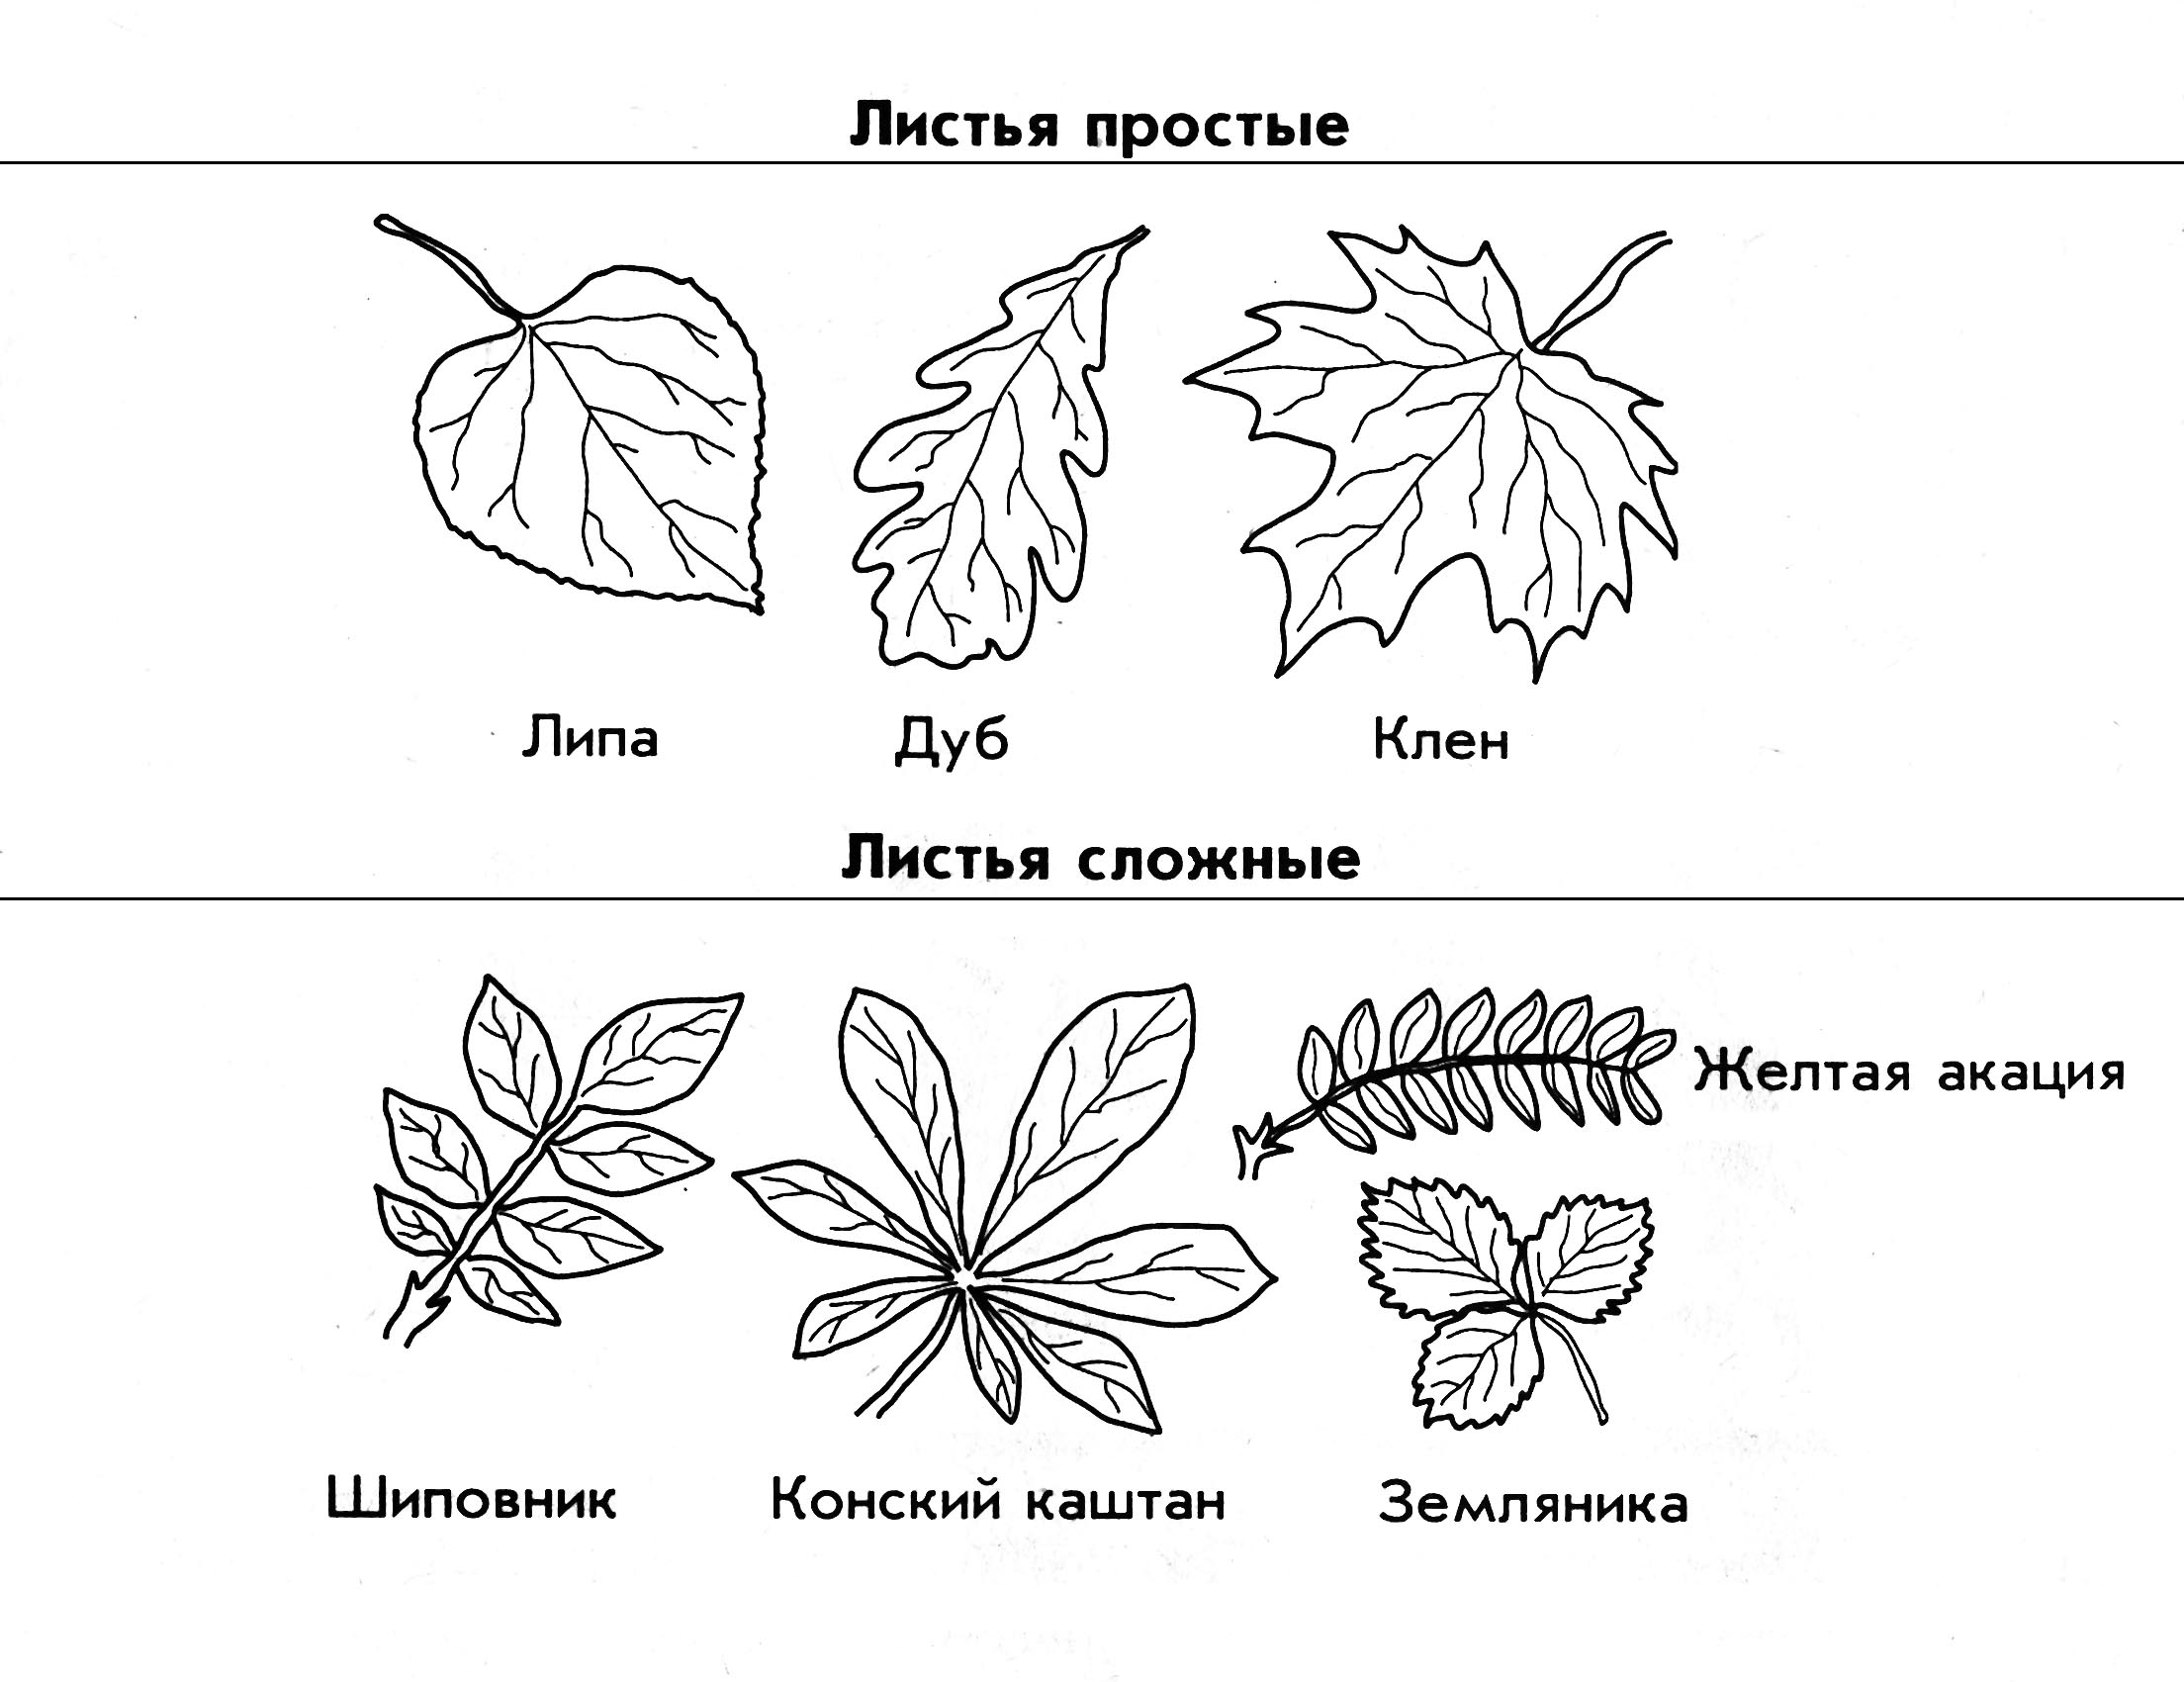 Листья простые
Липа
Дуб
Клен
Листья сложные
Желтая акация
Шиповник
Конский каштан
Земляника